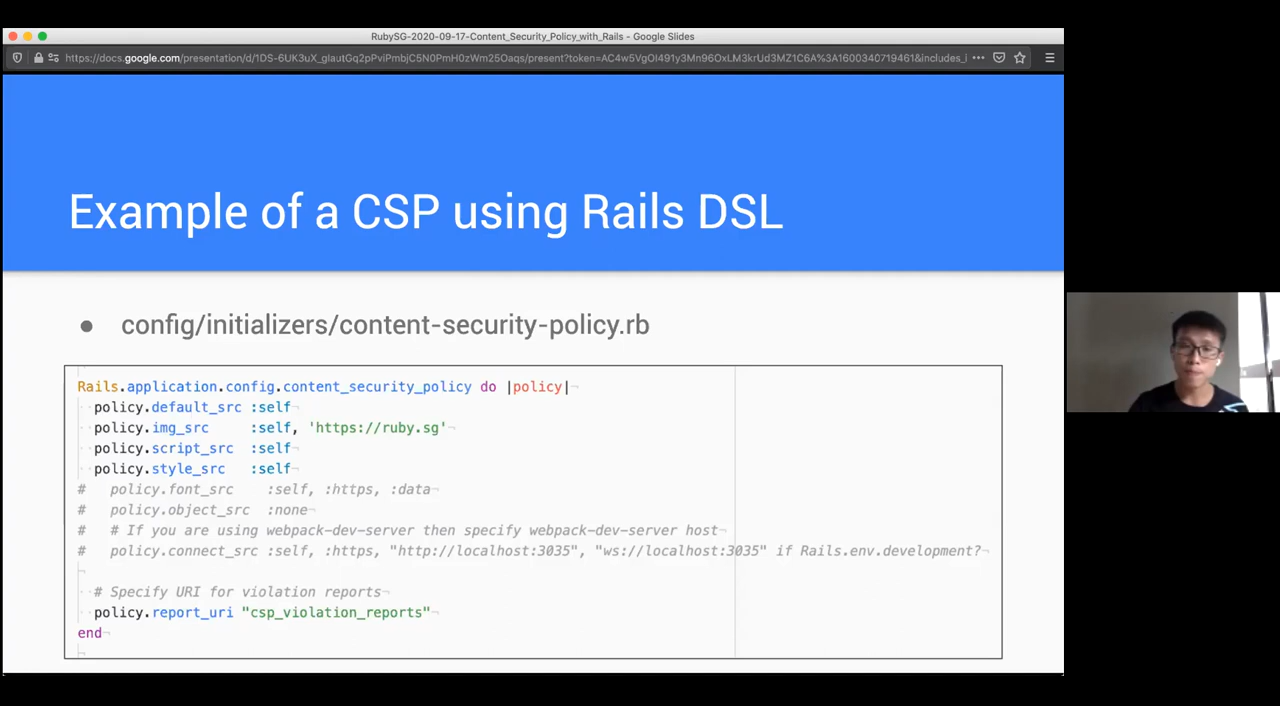 RubySG-2020-09-17-Content_Security_Policy_with_Rails - Google Slides
Example of a CSP using Rails DSL
● config/initializers/content-security-policy.rb
Rails.application.config.content_security_policy do |policy|
policy.default_src :self
policy.img_src :self, 'https://ruby.sg'
policy.script_src :self
policy.style_src :self
# policy.font_src :self, :https, :data
# policy.object_src :none
# # If you are using webpack-dev-server then specify webpack-dev-server host
# policy.connect_src :self, :https, "http://localhost:3035", "ws://localhost:3035" if Rails.env.development?
# Specify URI for violation reports
policy.report_uri "csp_violation_reports"
end